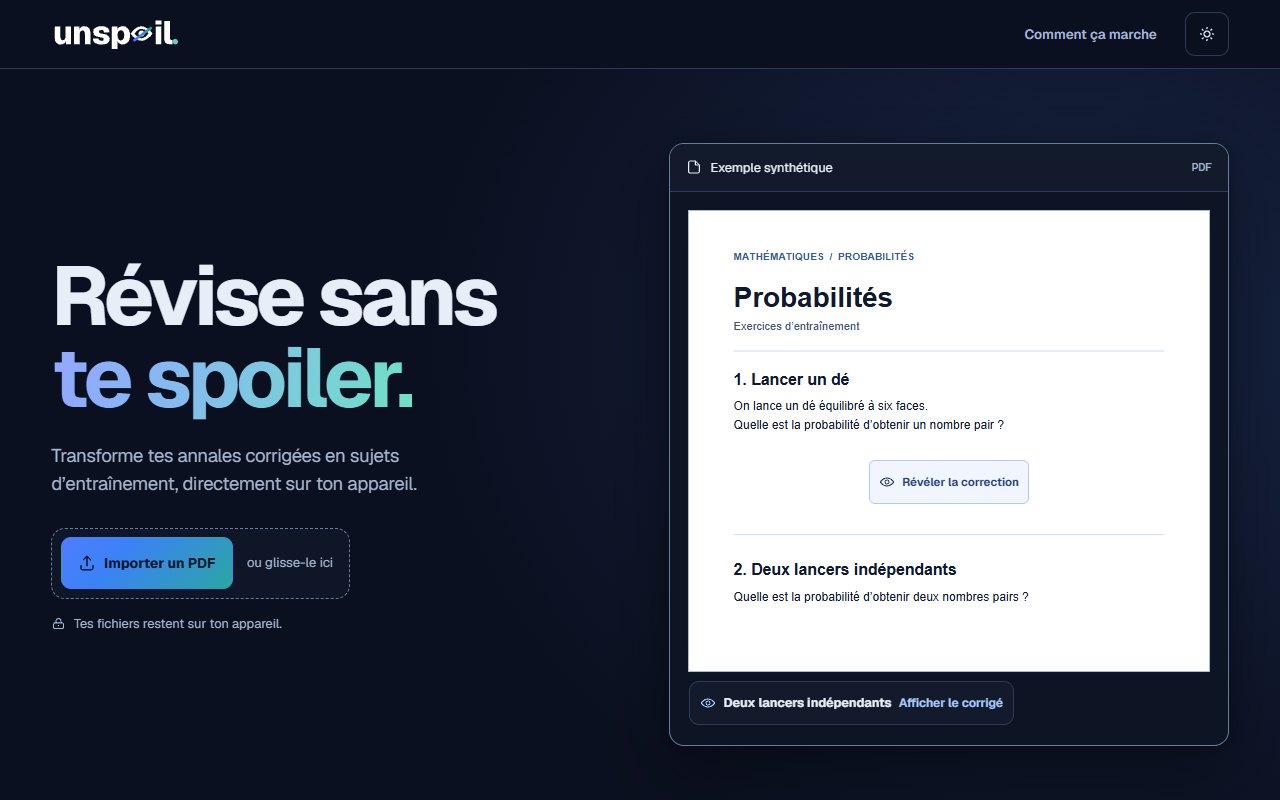 unspoil.
Comment ça marche
Révise sans
te spoiler.
Transforme tes annales corrigées en sujets
d'entraînement, directement sur ton appareil.
Importer un PDF
ou glisse-le ici
Tes fichiers restent sur ton appareil.
Exemple synthétique
PDF
MATHÉMATIQUES / PROBABILITÉS
Probabilités
Exercices d'entraînement
1. Lancer un dé
On lance un dé équilibré à six faces.
Quelle est la probabilité d'obtenir un nombre pair ?
Révéler la correction
2. Deux lancers indépendants
Quelle est la probabilité d'obtenir deux nombres pairs ?
Deux lancers indépendants Afficher le corrigé